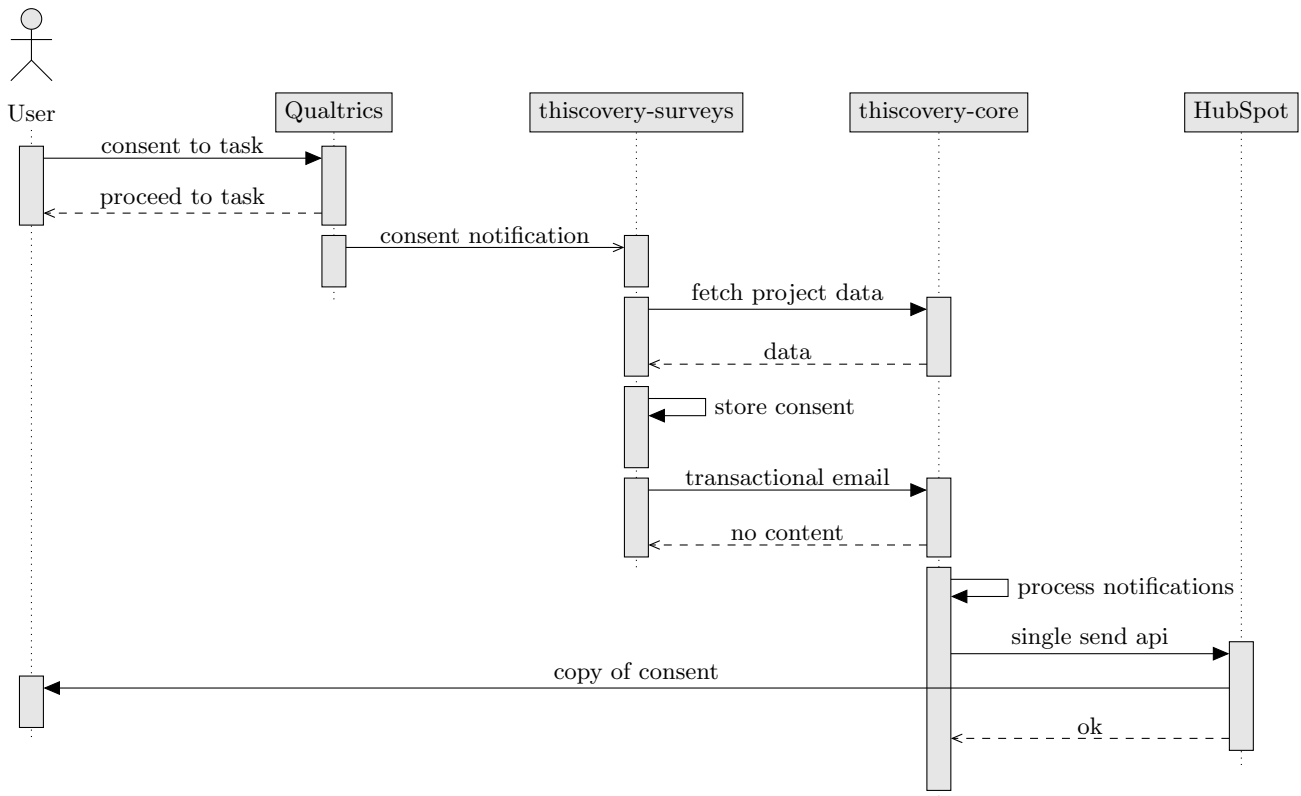 User
Qualtrics
thiscovery-surveys
thiscovery-core
HubSpot
consent to task
proceed to task
consent notification
fetch project data
data
store consent
transactional email
no content
process notifications
single send api
copy of consent
ok